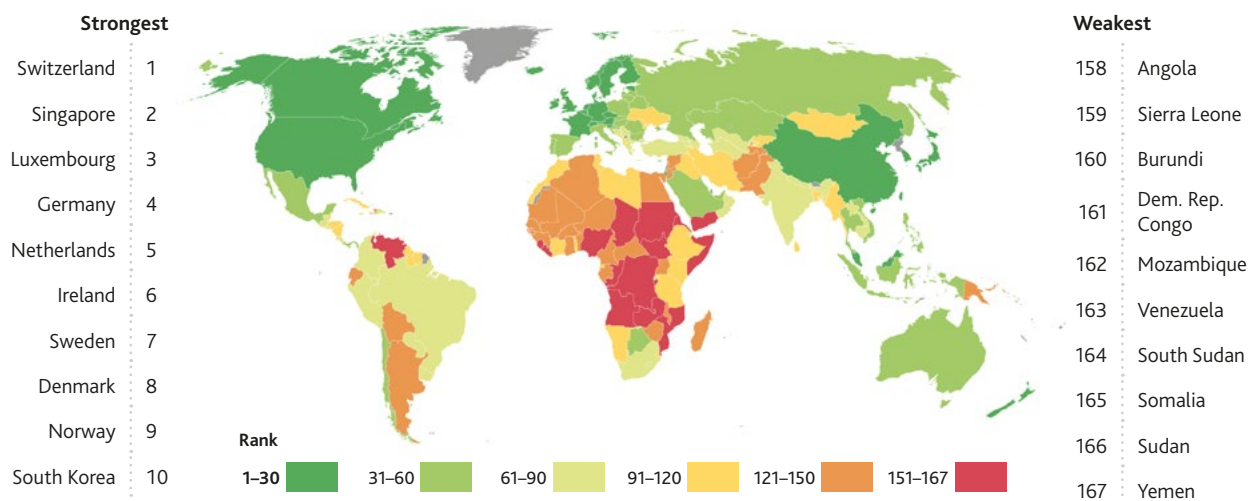 Strongest
Switzerland 1
Singapore 2
Luxembourg 3
Germany 4
Netherlands 5
Ireland 6
Sweden 7
Denmark 8
Norway 9
South Korea 10
Rank
1–30
31–60
61–90
91–120
121–150
151–167
Weakest
158 Angola
159 Sierra Leone
160 Burundi
161 Dem. Rep.
Congo
162 Mozambique
163 Venezuela
164 South Sudan
165 Somalia
166 Sudan
167 Yemen